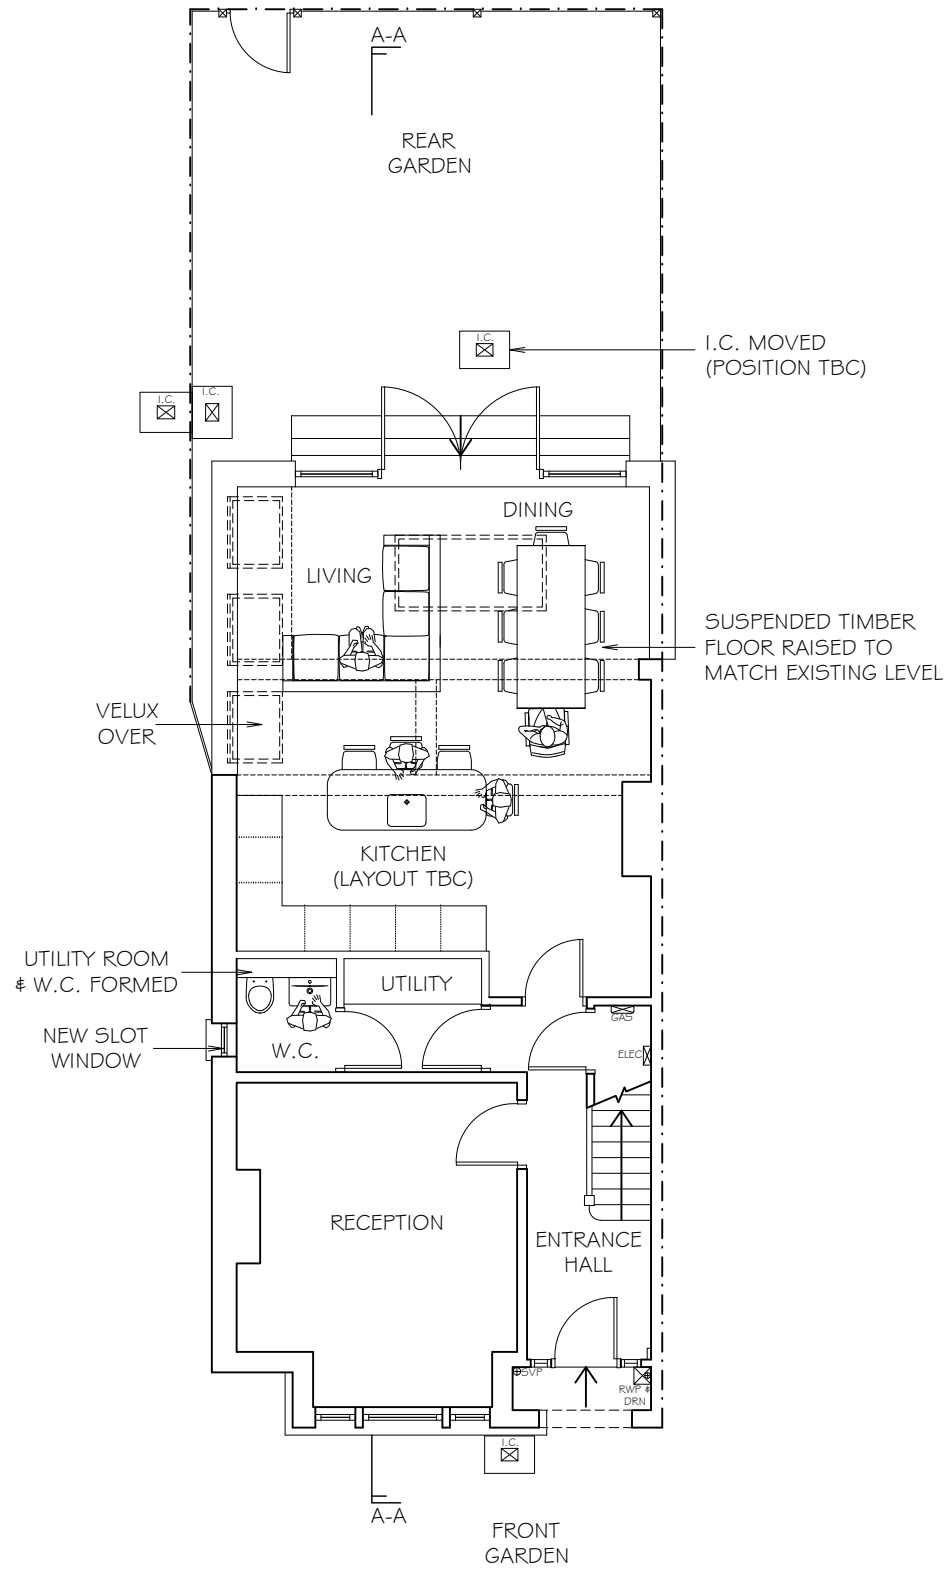 A-A
REAR
GARDEN
I.C.
I.C. MOVED
(POSITION TBC)
I.C.
I.C.
DINING
LIVING
SUSPENDED TIMBER
FLOOR RAISED TO
MATCH EXISTING LEVEL
VELUX
OVER
KITCHEN
(LAYOUT TBC)
UTILITY ROOM
& W.C. FORMED
UTILITY
GAS
NEW SLOT
WINDOW
W.C.
ELEC
RECEPTION
ENTRANCE
HALL
SVP
RWP &
DRN
I.C.
A-A
FRONT
GARDEN